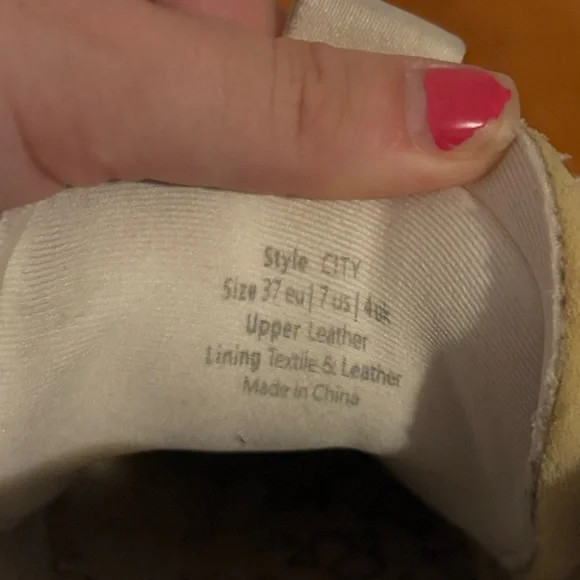 Style CITY
Size 37 eu | 7 us | 4 uk
Upper Leather
Lining Textile & Leather
Made in China